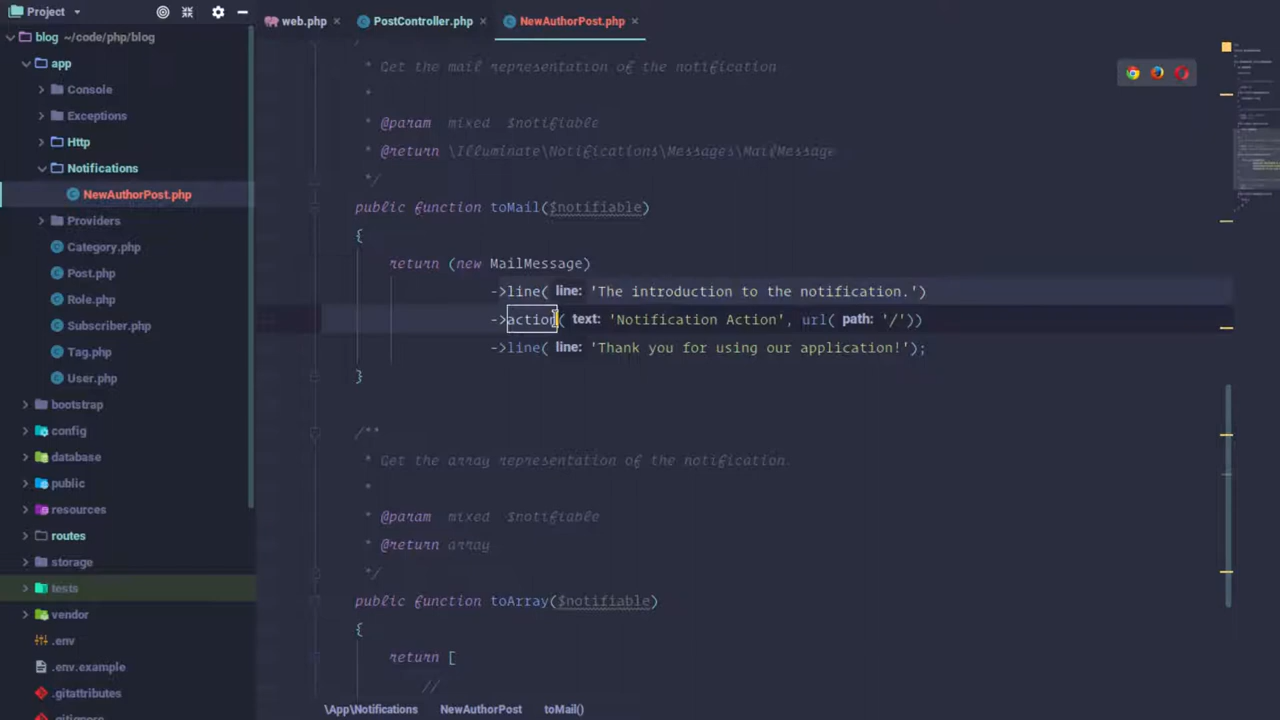 Project
web.php
PostController.php
NewAuthorPost.php
blog ~/code/php/blog
app
Console
Exceptions
Http
Notifications
NewAuthorPost.php
Providers
Category.php
Post.php
Role.php
Subscriber.php
Tag.php
User.php
bootstrap
config
database
public
resources
routes
storage
tests
vendor
.env
.env.example
.gitattributes
.gitignore
* Get the mail representation of the notification
*
* @param mixed $notifiable
* @return \Illuminate\Notifications\Messages\MailMessage
*/
public function toMail($notifiable)
{
return (new MailMessage)
->line( line: 'The introduction to the notification.')
->action( text: 'Notification Action', url( path: '/'))
->line( line: 'Thank you for using our application!');
}
/**
* Get the array representation of the notification.
*
* @param mixed $notifiable
* @return array
*/
public function toArray($notifiable)
{
return [
//
\App\Notifications
NewAuthorPost
toMail()